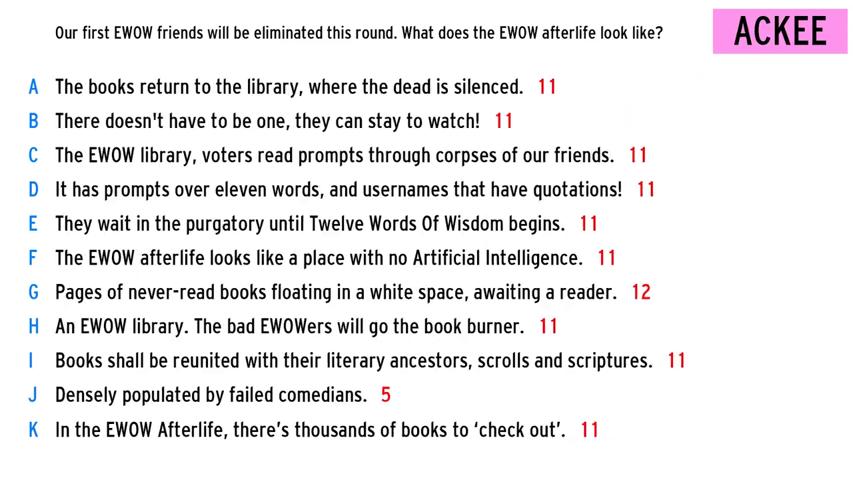 Our first EWOW friends will be eliminated this round. What does the EWOW afterlife look like?
ACKEE
A The books return to the library, where the dead is silenced. 11
B There doesn't have to be one, they can stay to watch! 11
C The EWOW library, voters read prompts through corpses of our friends. 11
D It has prompts over eleven words, and usernames that have quotations! 11
E They wait in the purgatory until Twelve Words Of Wisdom begins. 11
F The EWOW afterlife looks like a place with no Artificial Intelligence. 11
G Pages of never-read books floating in a white space, awaiting a reader. 12
H An EWOW library. The bad EWOWers will go the book burner. 11
I Books shall be reunited with their literary ancestors, scrolls and scriptures. 11
J Densely populated by failed comedians. 5
K In the EWOW Afterlife, there’s thousands of books to ‘check out’. 11